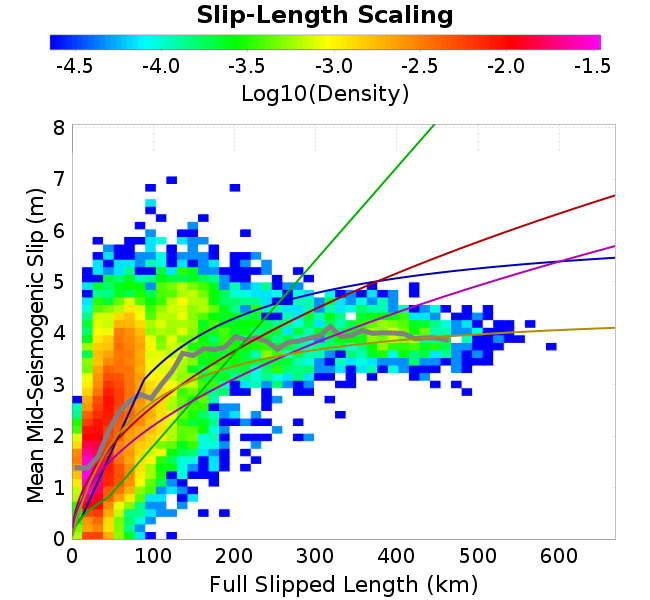 Slip-Length Scaling
-4.5 -4.0 -3.5 -3.0 -2.5 -2.0 -1.5
Log10(Density)
8
7
6
5
4
3
2
1
0
Mean Mid-Seismogenic Slip (m)
0 100 200 300 400 500 600
Full Slipped Length (km)